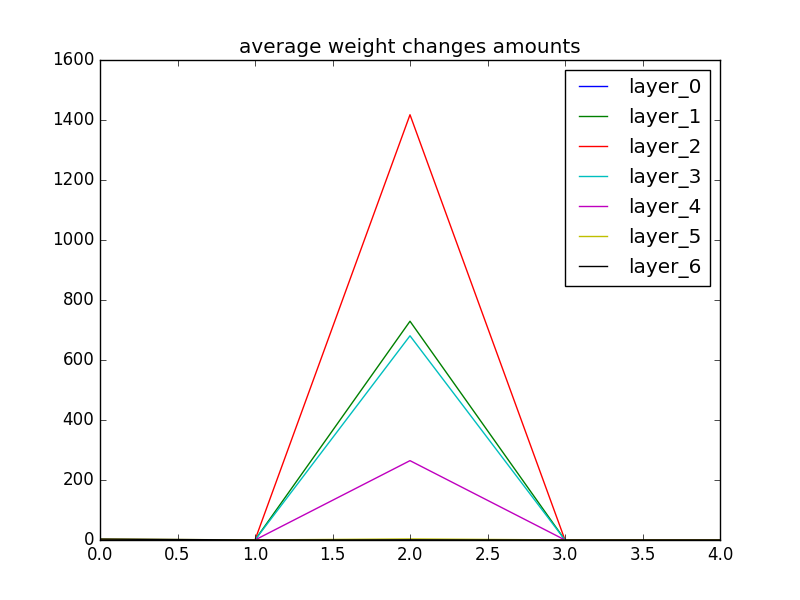 average weight changes amounts
1600
1400
1200
1000
800
600
400
200
0
0.0 0.5 1.0 1.5 2.0 2.5 3.0 3.5 4.0
layer_0
layer_1
layer_2
layer_3
layer_4
layer_5
layer_6